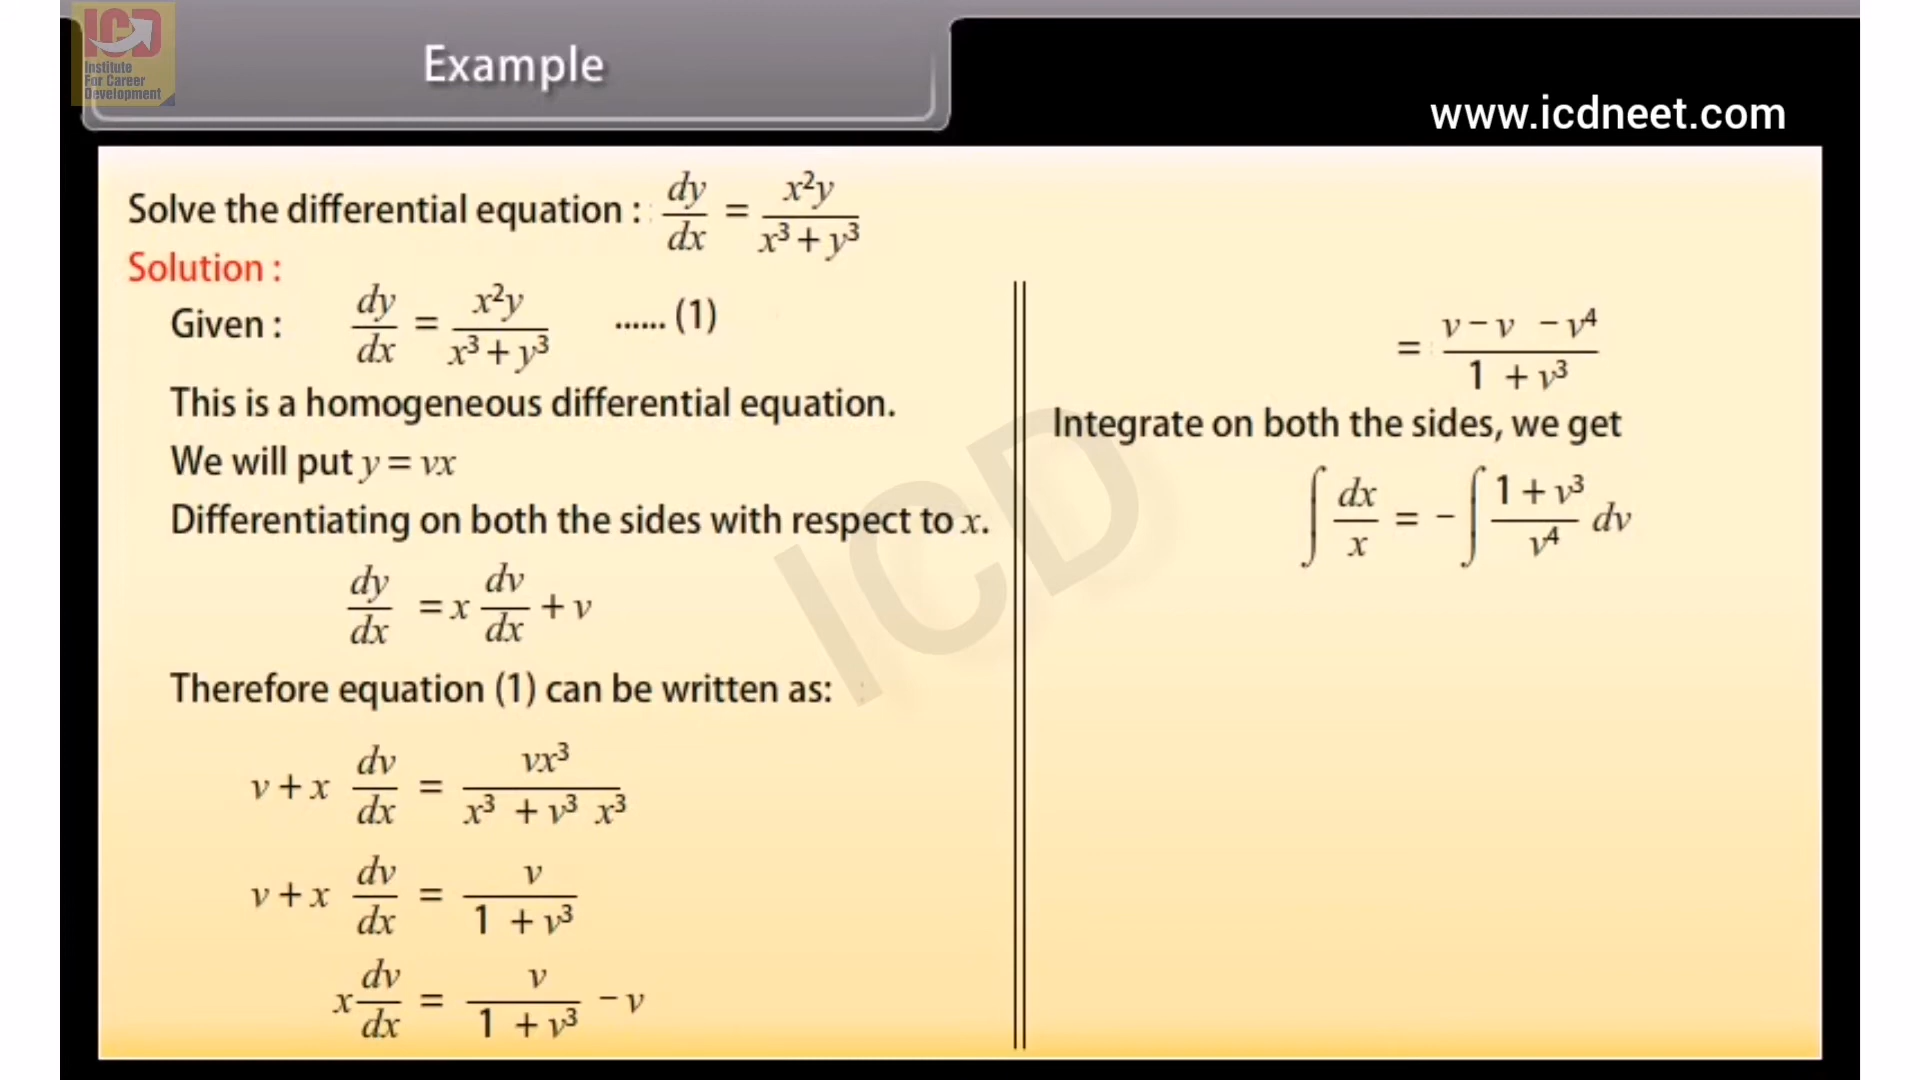 ICD
Institute
For Career
Development
Example
www.icdneet.com
Solve the differential equation : dy/dx = x²y/(x³ + y³)
Solution :
Given : dy/dx = x²y/(x³ + y³) ...... (1)
This is a homogeneous differential equation.
We will put y = vx
Differentiating on both the sides with respect to x.
dy/dx = x dv/dx + v
Therefore equation (1) can be written as:
v + x dv/dx = vx³/(x³ + v³ x³)
v + x dv/dx = v/(1 + v³)
x dv/dx = v/(1 + v³) − v
= (v − v − v⁴)/(1 + v³)
Integrate on both the sides, we get
∫ dx/x = − ∫ (1 + v³)/v⁴ dv
ICD